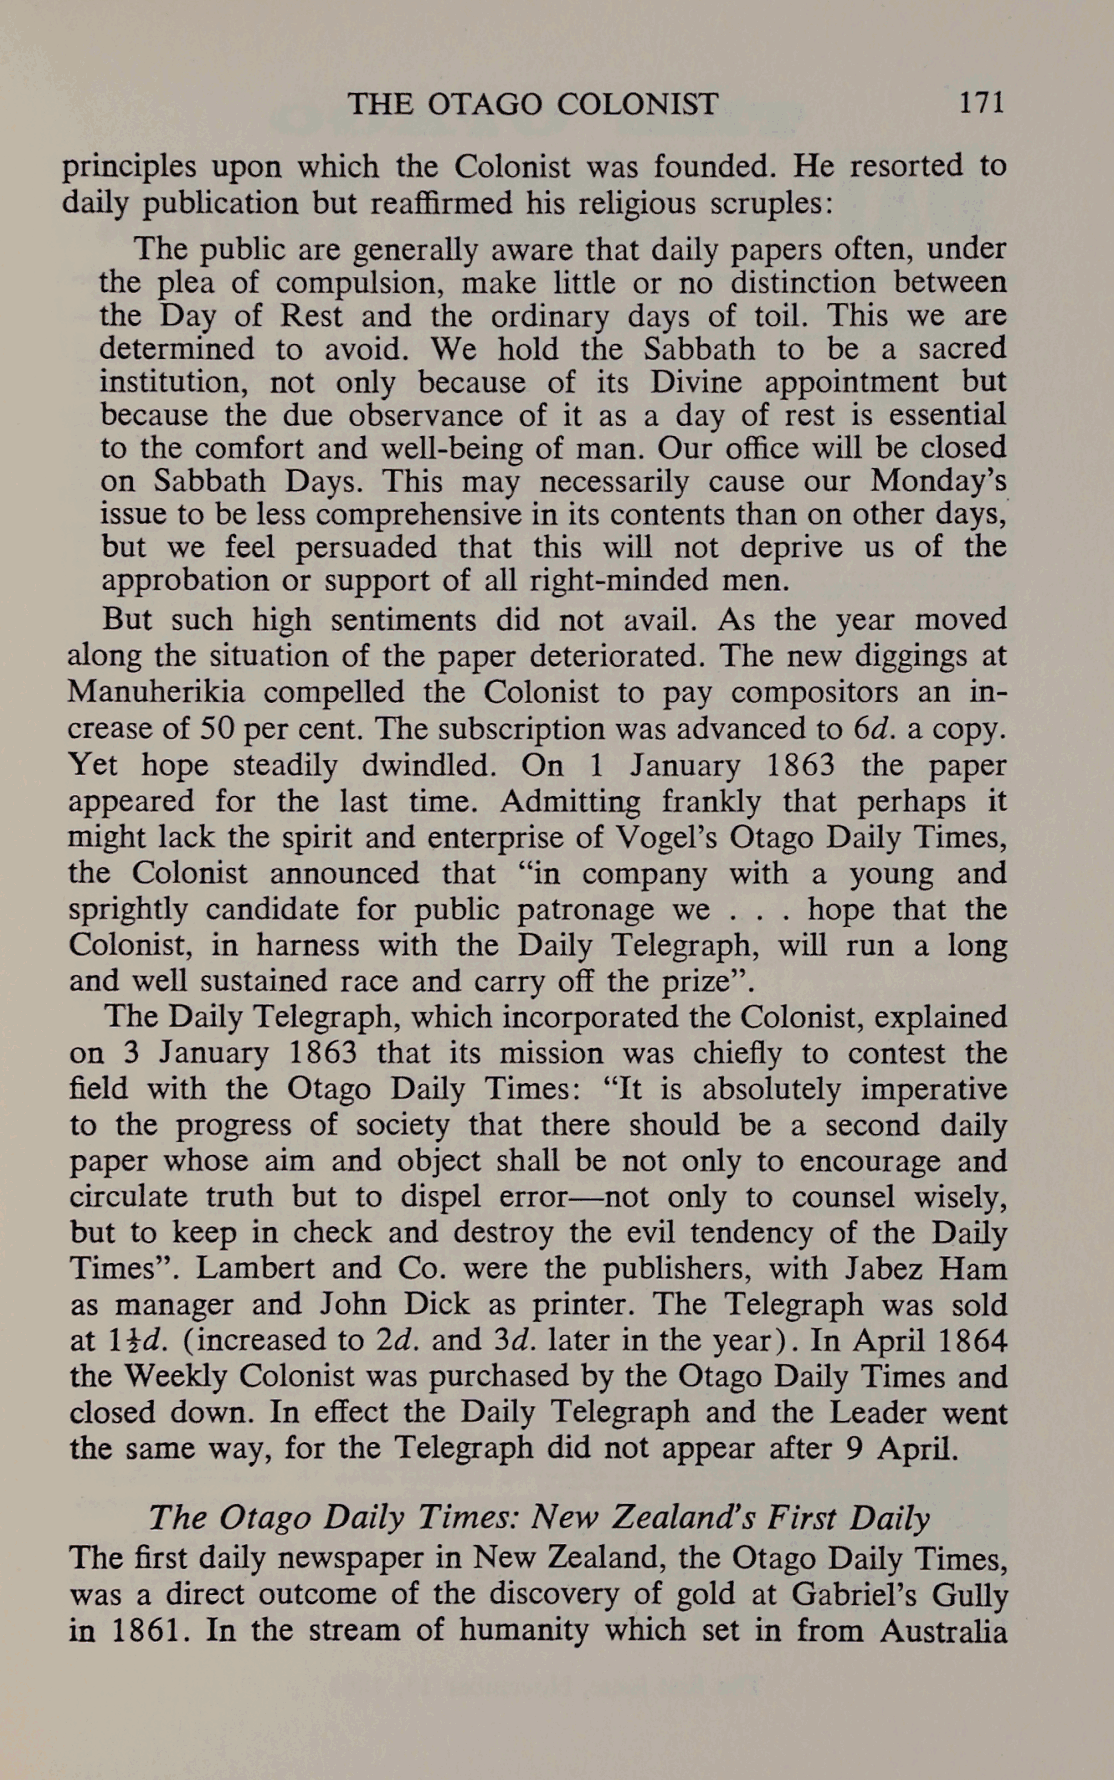 THE OTAGO COLONIST 171
principles upon which the Colonist was founded. He resorted to
daily publication but reaffirmed his religious scruples:
The public are generally aware that daily papers often, under
the plea of compulsion, make little or no distinction between
the Day of Rest and the ordinary days of toil. This we are
determined to avoid. We hold the Sabbath to be a sacred
institution, not only because of its Divine appointment but
because the due observance of it as a day of rest is essential
to the comfort and well-being of man. Our office will be closed
on Sabbath Days. This may necessarily cause our Monday's
issue to be less comprehensive in its contents than on other days,
but we feel persuaded that this will not deprive us of the
approbation or support of all right-minded men.
But such high sentiments did not avail. As the year moved
along the situation of the paper deteriorated. The new diggings at
Manuherikia compelled the Colonist to pay compositors an in-
crease of 50 per cent. The subscription was advanced to 6d. a copy.
Yet hope steadily dwindled. On 1 January 1863 the paper
appeared for the last time. Admitting frankly that perhaps it
might lack the spirit and enterprise of Vogel's Otago Daily Times,
the Colonist announced that “in company with a young and
sprightly candidate for public patronage we . . . hope that the
Colonist, in harness with the Daily Telegraph, will run a long
and well sustained race and carry off the prize”.
The Daily Telegraph, which incorporated the Colonist, explained
on 3 January 1863 that its mission was chiefly to contest the
field with the Otago Daily Times: “It is absolutely imperative
to the progress of society that there should be a second daily
paper whose aim and object shall be not only to encourage and
circulate truth but to dispel error—not only to counsel wisely,
but to keep in check and destroy the evil tendency of the Daily
Times”. Lambert and Co. were the publishers, with Jabez Ham
as manager and John Dick as printer. The Telegraph was sold
at 1½d. (increased to 2d. and 3d. later in the year). In April 1864
the Weekly Colonist was purchased by the Otago Daily Times and
closed down. In effect the Daily Telegraph and the Leader went
the same way, for the Telegraph did not appear after 9 April.
The Otago Daily Times: New Zealand's First Daily
The first daily newspaper in New Zealand, the Otago Daily Times,
was a direct outcome of the discovery of gold at Gabriel's Gully
in 1861. In the stream of humanity which set in from Australia